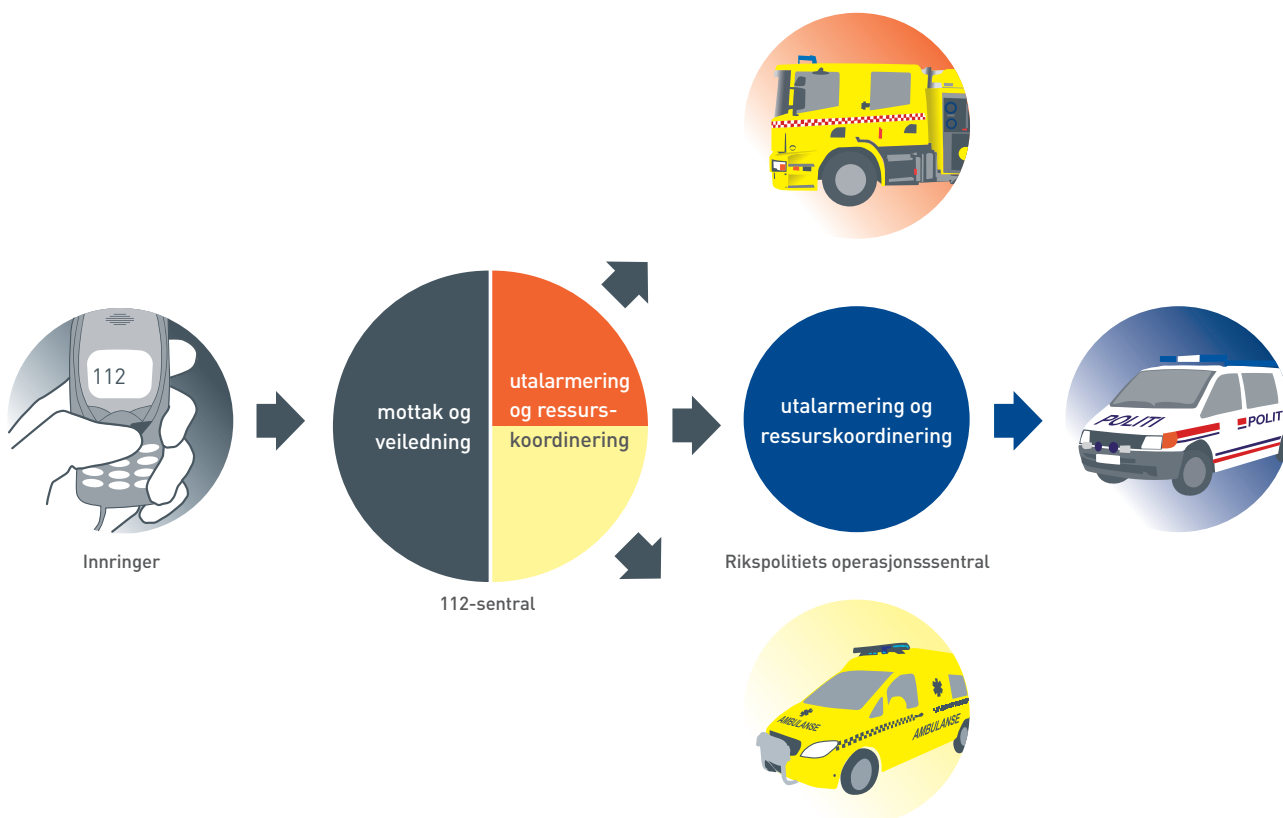 112
Innringer
mottak og
veiledning
utalarmering
og ressurs-
koordinering
112-sentral
utalarmering og
ressurskoordinering
Rikspolitiets operasjonsssentral
POLITI
POLITI
AMBULANSE
AMBULANSE